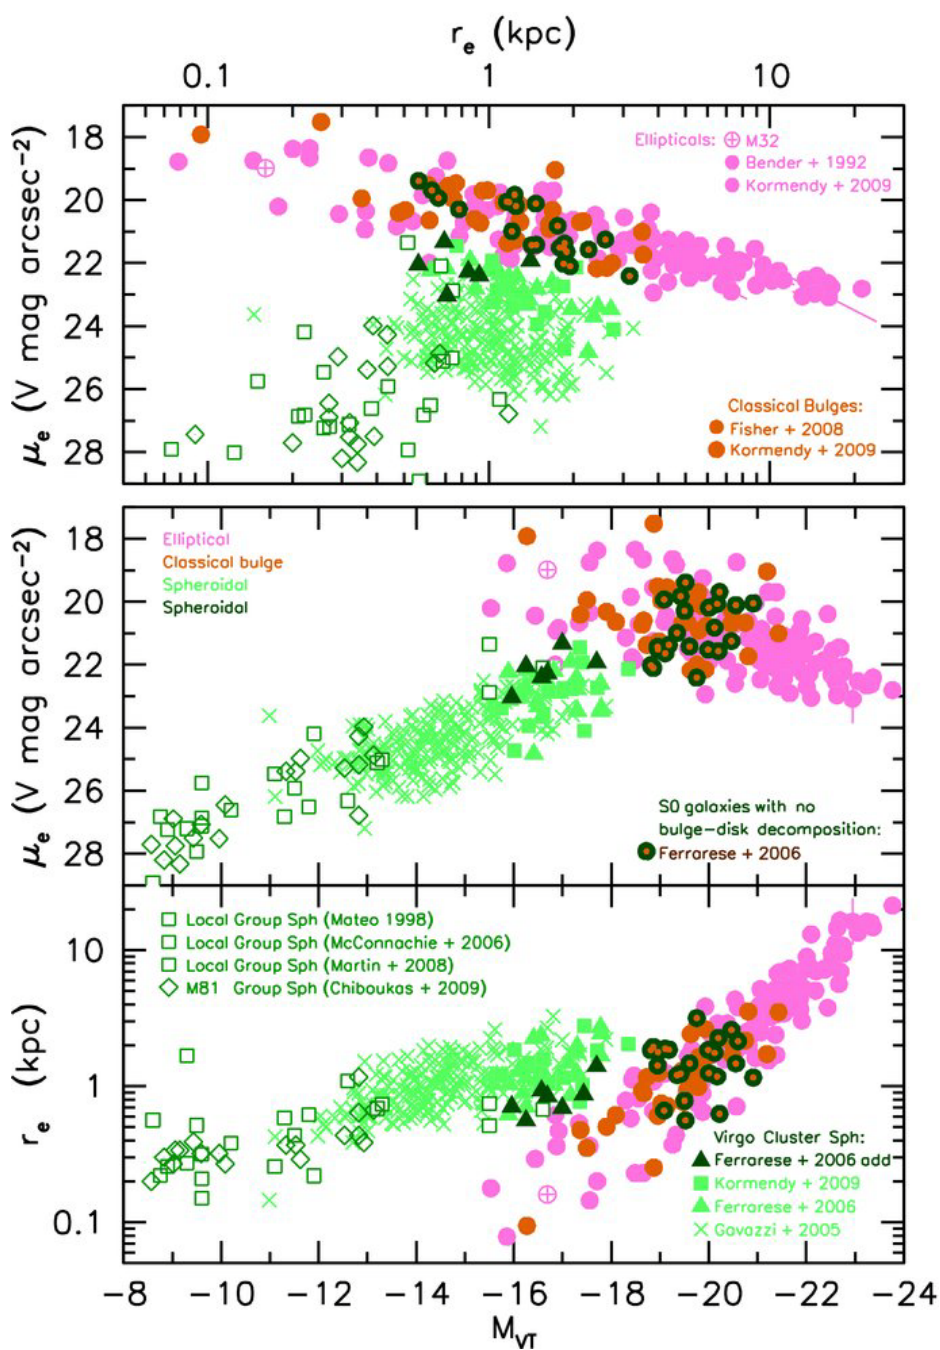 r_e (kpc)
0.1 1 10
μ_e (V mag arcsec⁻²)
18
20
22
24
26
28
Ellipticals: ⊕ M32
Bender + 1992
Kormendy + 2009
Classical Bulges:
Fisher + 2008
Kormendy + 2009
μ_e (V mag arcsec⁻²)
18
20
22
24
26
28
Elliptical
Classical bulge
Spheroidal
Spheroidal
S0 galaxies with no
bulge-disk decomposition:
Ferrarese + 2006
r_e (kpc)
10
1
0.1
Local Group Sph (Mateo 1998)
Local Group Sph (McConnachie + 2006)
Local Group Sph (Martin + 2008)
M81 Group Sph (Chiboukas + 2009)
Virgo Cluster Sph:
Ferrarese + 2006 add
Kormendy + 2009
Ferrarese + 2006
Gavazzi + 2005
−8 −10 −12 −14 −16 −18 −20 −22 −24
M_VT